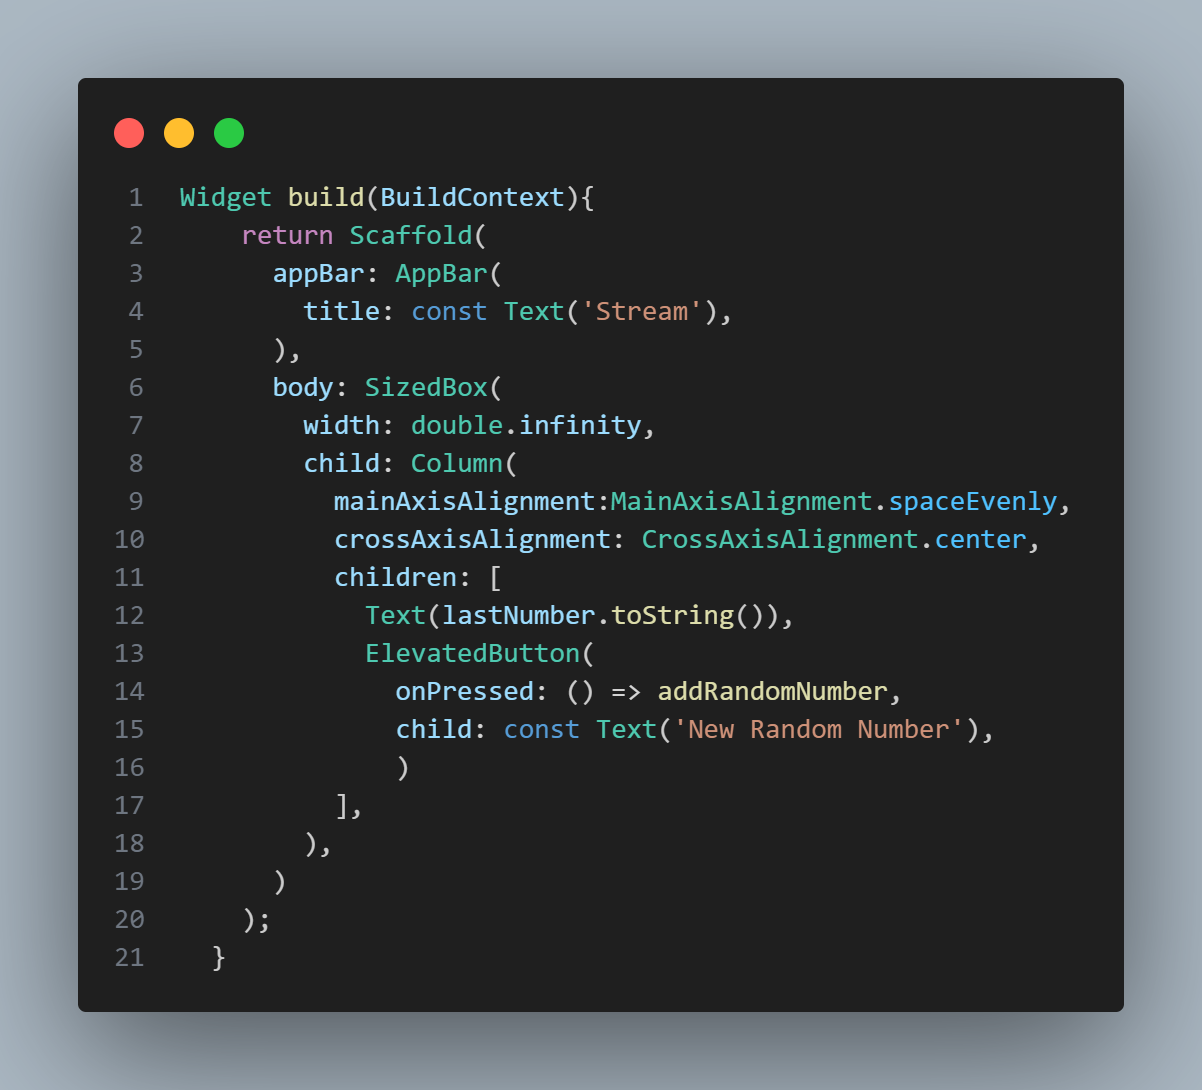 1 Widget build(BuildContext){
2     return Scaffold(
3       appBar: AppBar(
4         title: const Text('Stream'),
5       ),
6       body: SizedBox(
7         width: double.infinity,
8         child: Column(
9           mainAxisAlignment:MainAxisAlignment.spaceEvenly,
10           crossAxisAlignment: CrossAxisAlignment.center,
11           children: [
12             Text(lastNumber.toString()),
13             ElevatedButton(
14               onPressed: () => addRandomNumber,
15               child: const Text('New Random Number'),
16               )
17           ],
18         ),
19       )
20     );
21   }